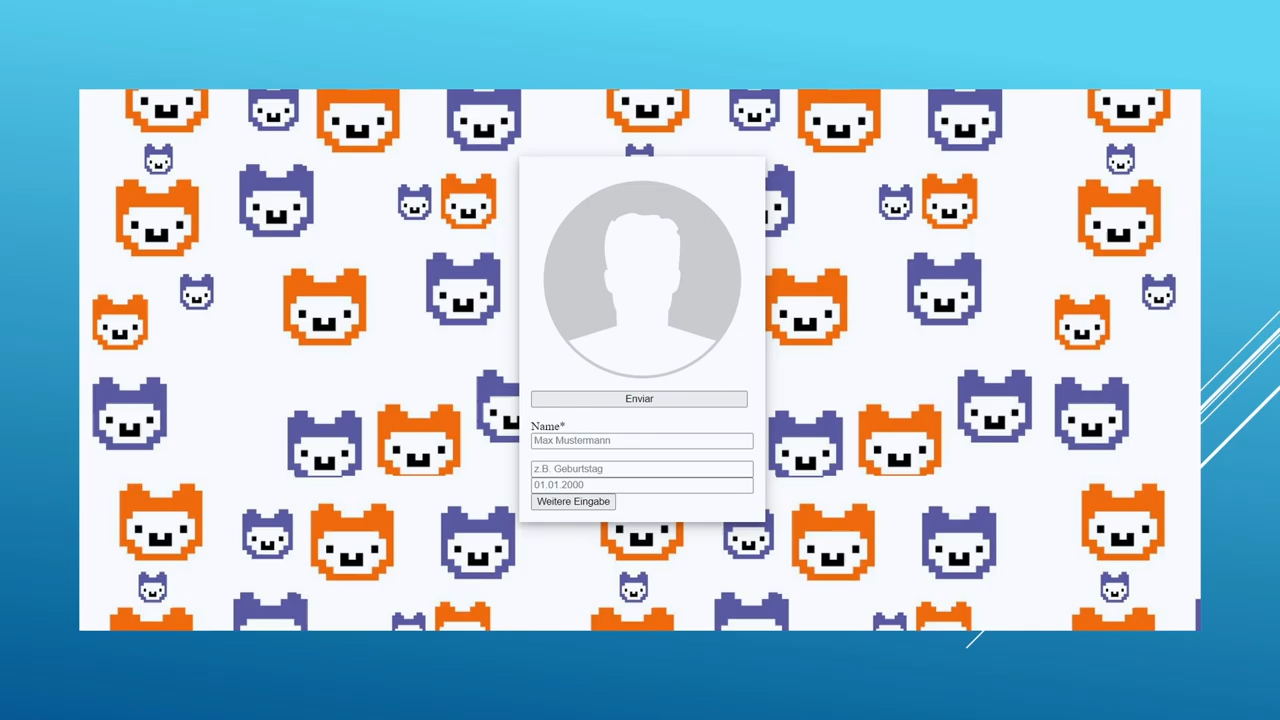 Enviar
Name*
Max Mustermann
z.B. Geburtstag
01.01.2000
Weitere Eingabe